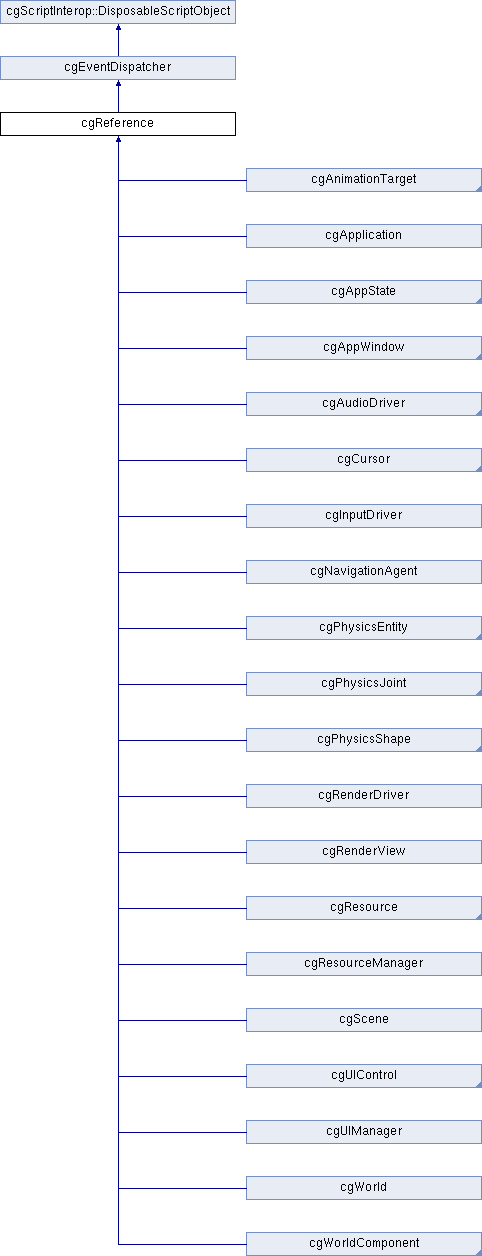 cgScriptInterop::DisposableScriptObject
cgEventDispatcher
cgReference
cgAnimationTarget
cgApplication
cgAppState
cgAppWindow
cgAudioDriver
cgCursor
cgInputDriver
cgNavigationAgent
cgPhysicsEntity
cgPhysicsJoint
cgPhysicsShape
cgRenderDriver
cgRenderView
cgResource
cgResourceManager
cgScene
cgUIControl
cgUIManager
cgWorld
cgWorldComponent